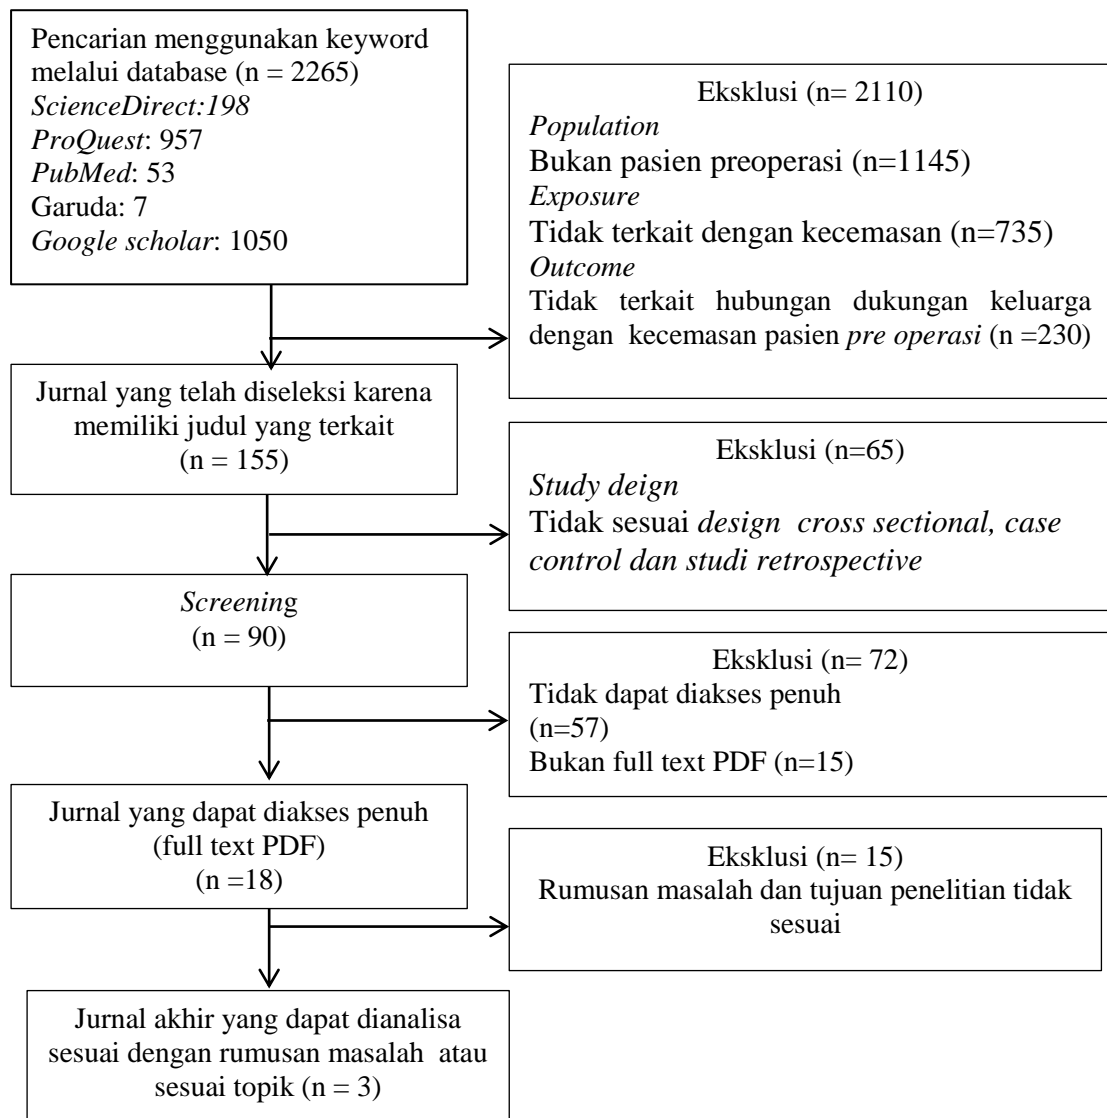 Pencarian menggunakan keyword
melalui database (n = 2265)
ScienceDirect:198
ProQuest: 957
PubMed: 53
Garuda: 7
Google scholar: 1050
Eksklusi (n= 2110)
Population
Bukan pasien preoperasi (n=1145)
Exposure
Tidak terkait dengan kecemasan (n=735)
Outcome
Tidak terkait hubungan dukungan keluarga
dengan kecemasan pasien pre operasi (n =230)
Jurnal yang telah diseleksi karena
memiliki judul yang terkait
(n = 155)
Eksklusi (n=65)
Study deign
Tidak sesuai design cross sectional, case
control dan studi retrospective
Screening
(n = 90)
Eksklusi (n= 72)
Tidak dapat diakses penuh
(n=57)
Bukan full text PDF (n=15)
Jurnal yang dapat diakses penuh
(full text PDF)
(n =18)
Eksklusi (n= 15)
Rumusan masalah dan tujuan penelitian tidak
sesuai
Jurnal akhir yang dapat dianalisa
sesuai dengan rumusan masalah atau
sesuai topik (n = 3)